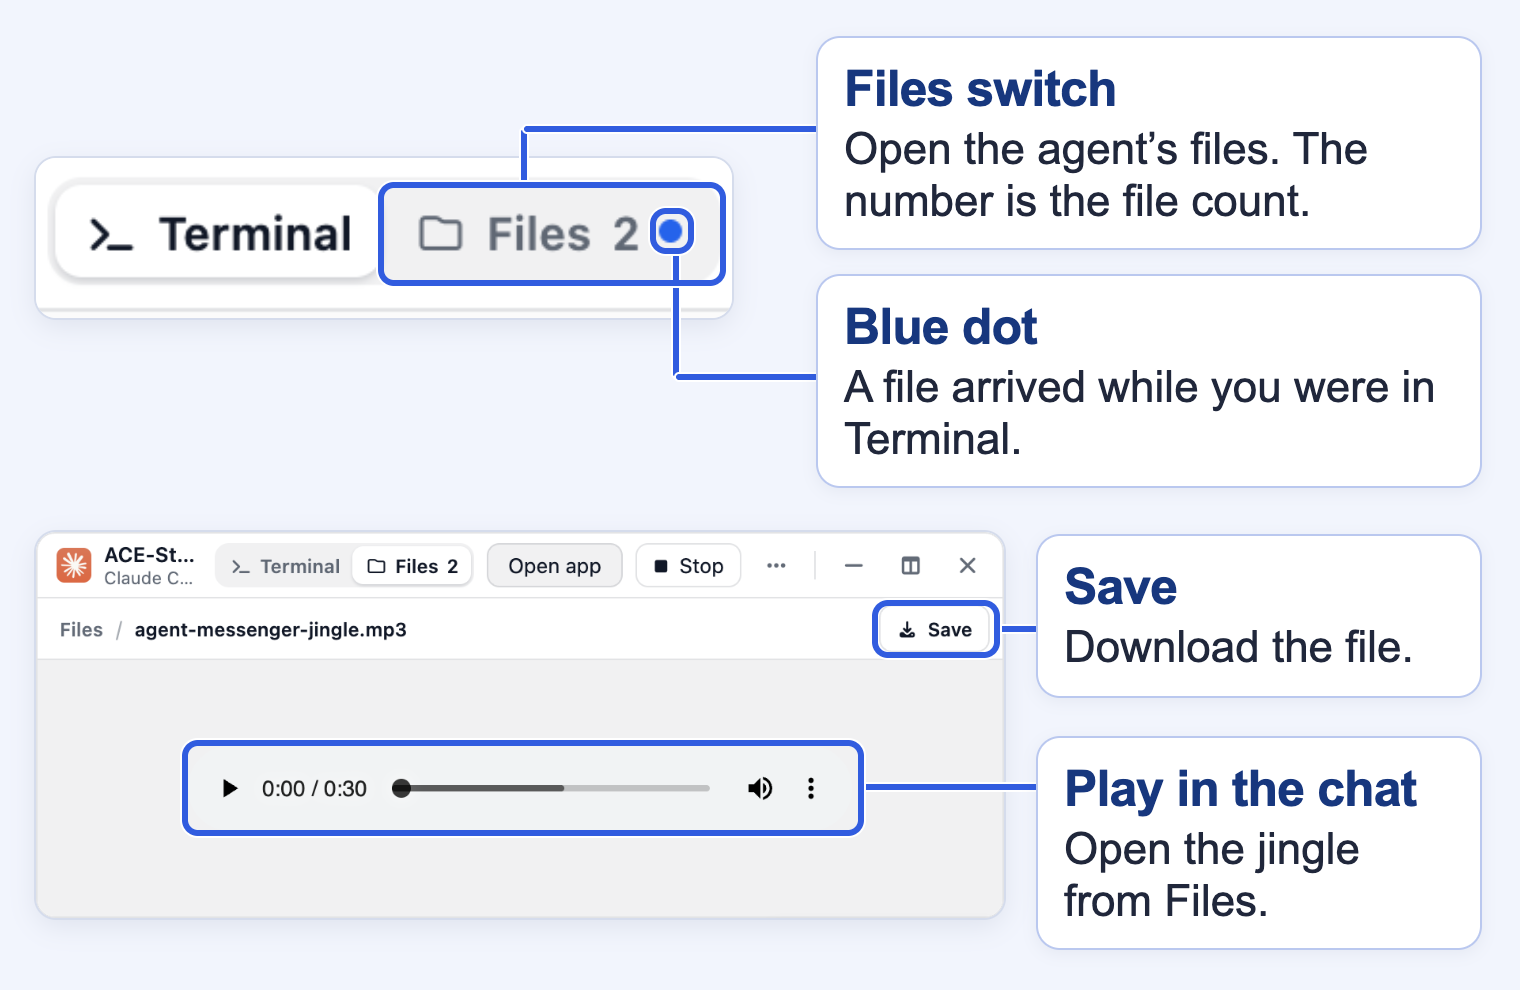 Files switch
Open the agent’s files. The
number is the file count.
>_ Terminal
Files 2
Blue dot
A file arrived while you were in
Terminal.
ACE-St...
Claude C...
>_ Terminal
Files 2
Open app
Stop
Files / agent-messenger-jingle.mp3
Save
Save
Download the file.
0:00 / 0:30
Play in the chat
Open the jingle
from Files.